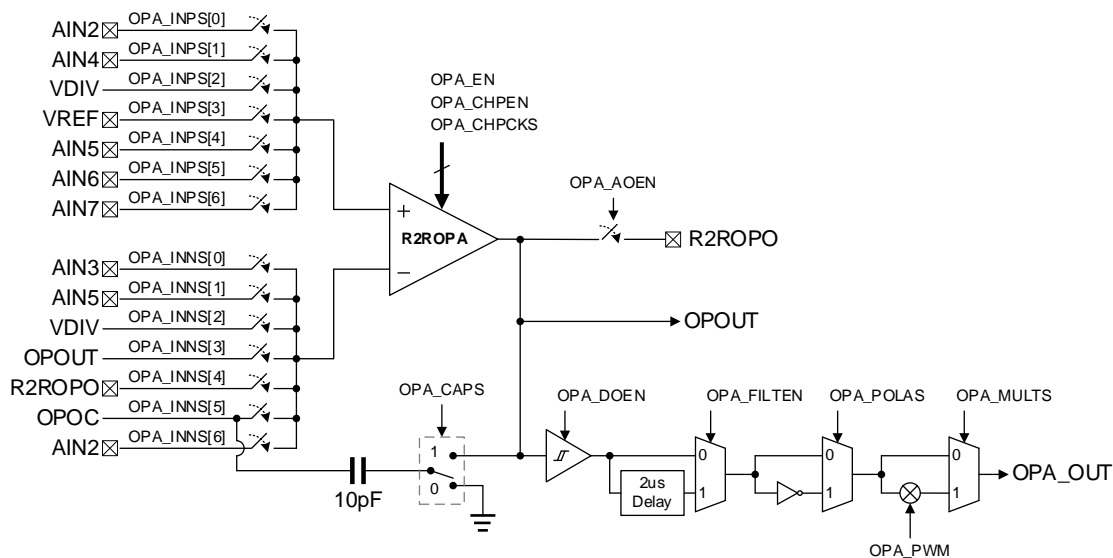 AIN2 OPA_INPS[0]
AIN4 OPA_INPS[1]
VDIV OPA_INPS[2]
VREF OPA_INPS[3]
AIN5 OPA_INPS[4]
AIN6 OPA_INPS[5]
AIN7 OPA_INPS[6]
OPA_EN
OPA_CHPEN
OPA_CHPCKS
+
R2ROPA
−
OPA_AOEN
R2ROPO
OPOUT
AIN3 OPA_INNS[0]
AIN5 OPA_INNS[1]
VDIV OPA_INNS[2]
OPOUT OPA_INNS[3]
R2ROPO OPA_INNS[4]
OPOC OPA_INNS[5]
AIN2 OPA_INNS[6]
10pF
OPA_CAPS
1
0
OPA_DOEN
2us
Delay
OPA_FILTEN
0
1
OPA_POLAS
0
1
OPA_MULTS
0
1
OPA_PWM
OPA_OUT